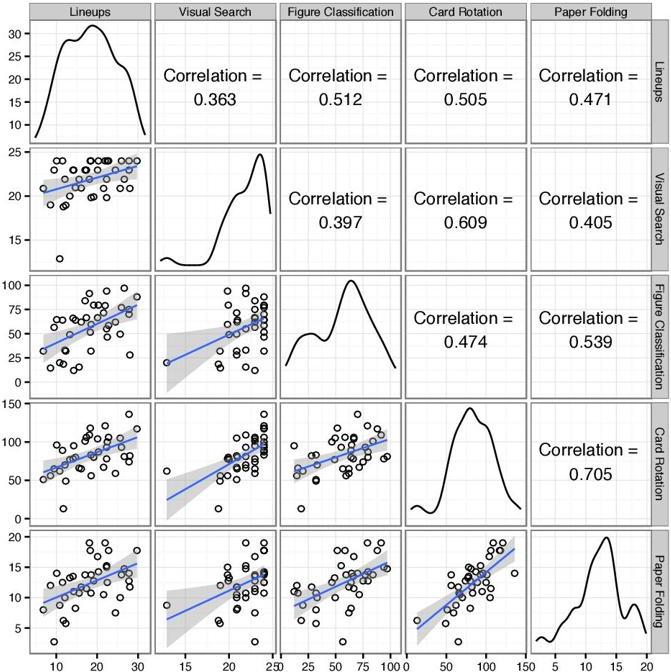 Lineups Visual Search Figure Classification Card Rotation Paper Folding
30
25
20
15
10
Correlation =
0.363
Correlation =
0.512
Correlation =
0.505
Correlation =
0.471
Lineups
25
20
15
Correlation =
0.397
Correlation =
0.609
Correlation =
0.405
Visual Search
100
75
50
25
0
Correlation =
0.474
Correlation =
0.539
Figure Classification
150
100
50
0
Correlation =
0.705
Card Rotation
20
15
10
5
Paper Folding
10 20 30 15 20 25 0 25 50 75 100 0 50 100 150 5 10 15 20